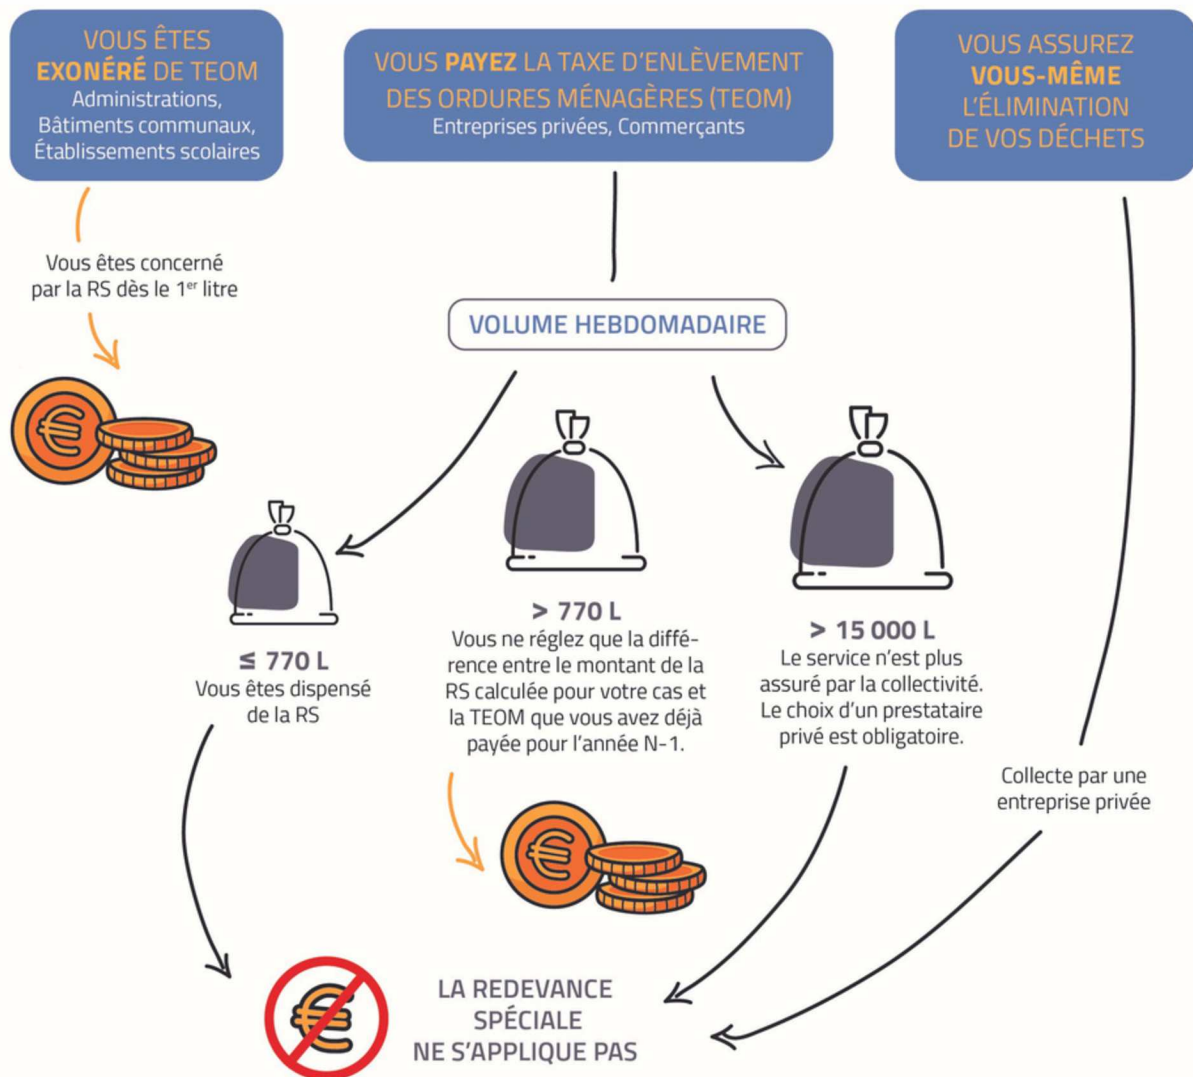 VOUS ÊTES
EXONÉRÉ DE TEOM
Administrations,
Bâtiments communaux,
Établissements scolaires
VOUS PAYEZ LA TAXE D'ENLÈVEMENT
DES ORDURES MÉNAGÈRES (TEOM)
Entreprises privées, Commerçants
VOUS ASSUREZ
VOUS-MÊME
L'ÉLIMINATION
DE VOS DÉCHETS
Vous êtes concerné
par la RS dès le 1er litre
VOLUME HEBDOMADAIRE
≤ 770 L
Vous êtes dispensé
de la RS
> 770 L
Vous ne réglez que la diffé-
rence entre le montant de la
RS calculée pour votre cas et
la TEOM que vous avez déjà
payée pour l'année N-1.
> 15 000 L
Le service n'est plus
assuré par la collectivité.
Le choix d'un prestataire
privé est obligatoire.
Collecte par une
entreprise privée
LA REDEVANCE
SPÉCIALE
NE S'APPLIQUE PAS